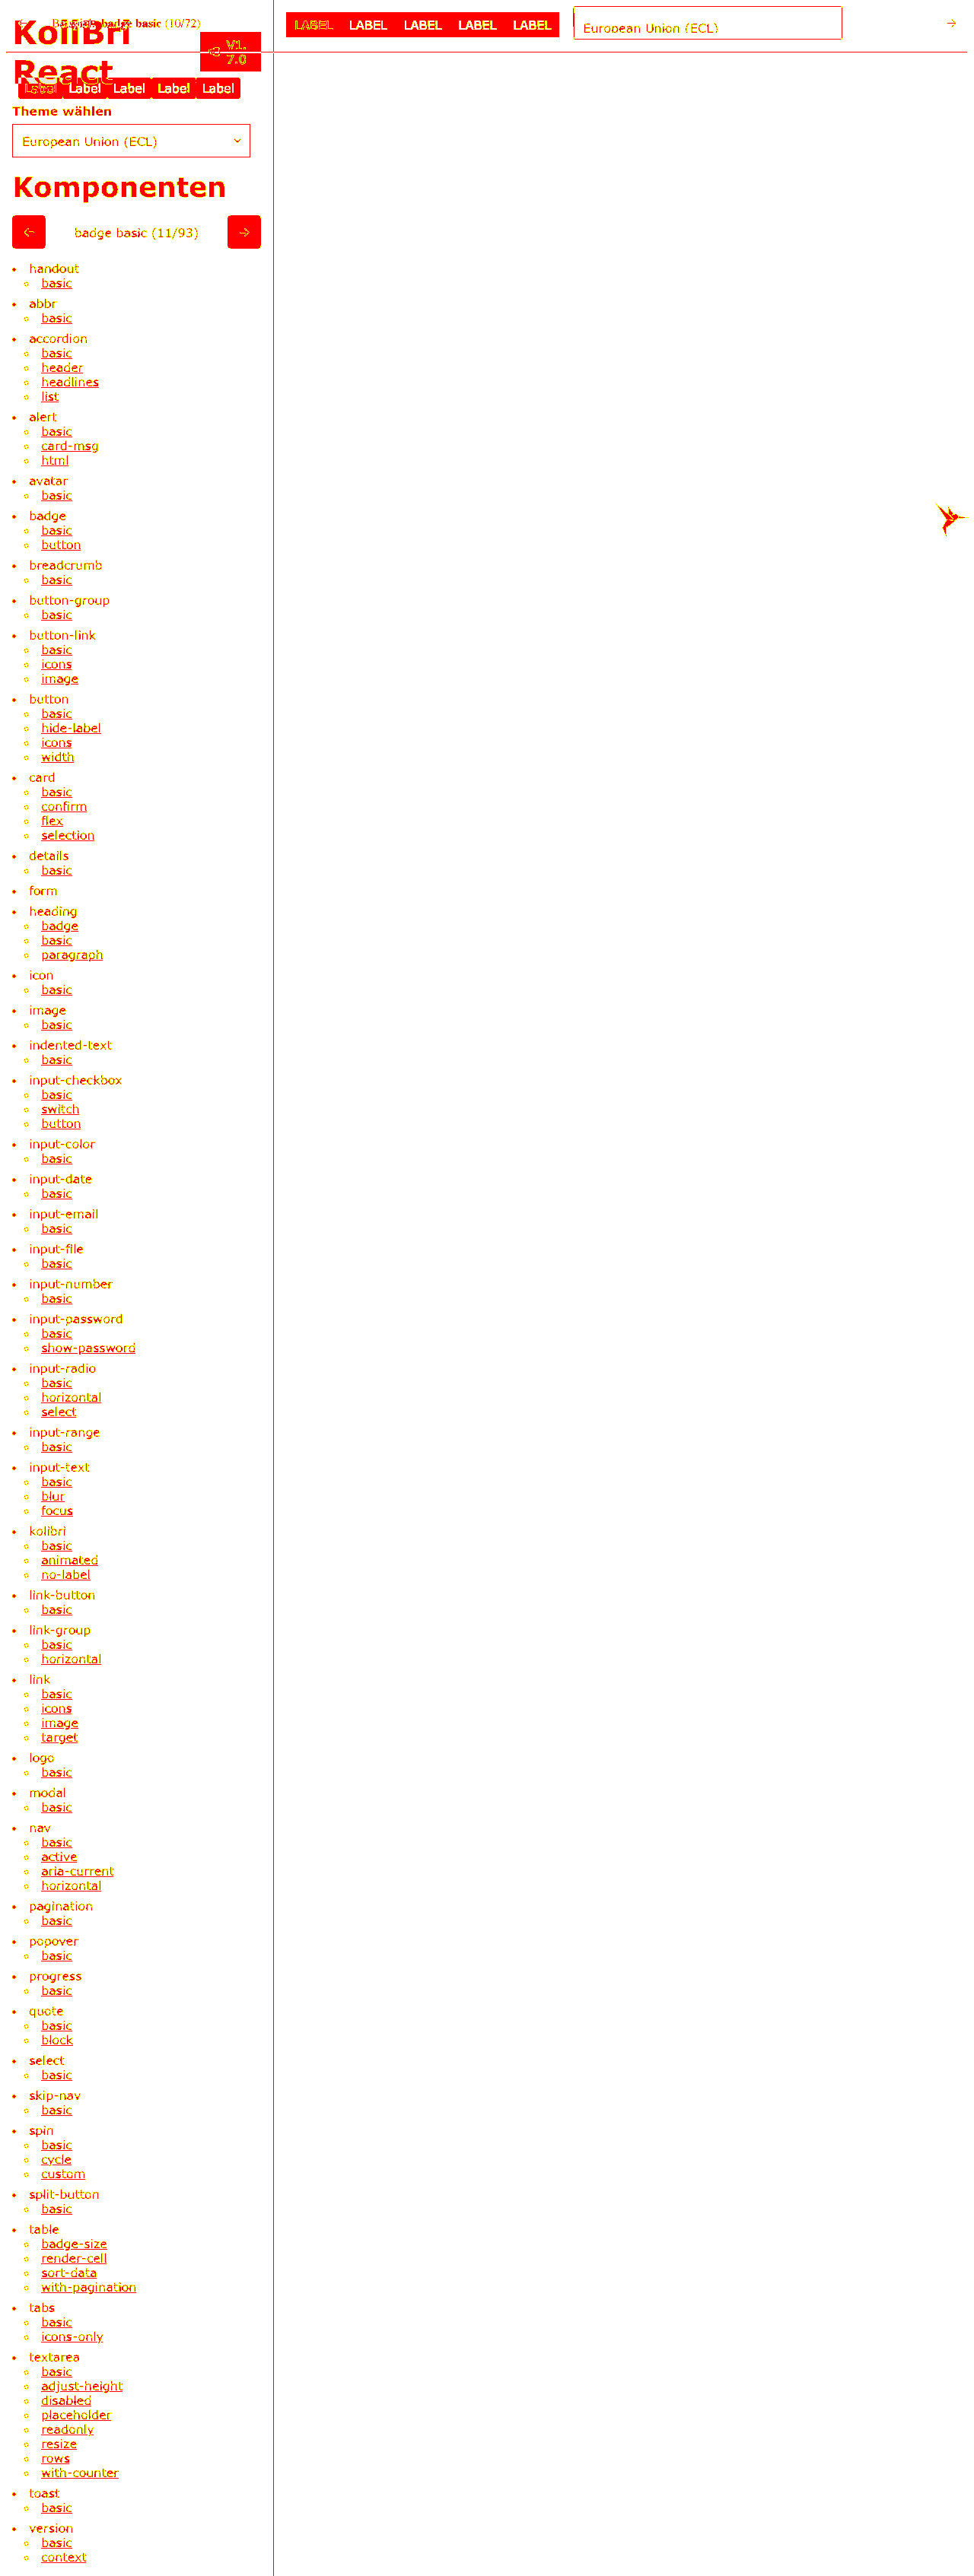 KoliBri
React
badge basic (10/72)
V1.
7.0
LABEL LABEL LABEL LABEL LABEL
European Union (ECL)
Label Label Label Label Label
Theme wählen
European Union (ECL)
Komponenten
badge basic (11/93)
handout
basic
abbr
basic
accordion
basic
header
headlines
list
alert
basic
card-msg
html
avatar
basic
badge
basic
button
breadcrumb
basic
button-group
basic
button-link
basic
icons
image
button
basic
hide-label
icons
width
card
basic
confirm
flex
selection
details
basic
form
heading
badge
basic
paragraph
icon
basic
image
basic
indented-text
basic
input-checkbox
basic
switch
button
input-color
basic
input-date
basic
input-email
basic
input-file
basic
input-number
basic
input-password
basic
show-password
input-radio
basic
horizontal
select
input-range
basic
input-text
basic
blur
focus
kolibri
basic
animated
no-label
link-button
basic
link-group
basic
horizontal
link
basic
icons
image
target
logo
basic
modal
basic
nav
basic
active
aria-current
horizontal
pagination
basic
popover
basic
progress
basic
quote
basic
block
select
basic
skip-nav
basic
spin
basic
cycle
custom
split-button
basic
table
badge-size
render-cell
sort-data
with-pagination
tabs
basic
icons-only
textarea
basic
adjust-height
disabled
placeholder
readonly
resize
rows
with-counter
toast
basic
version
basic
context